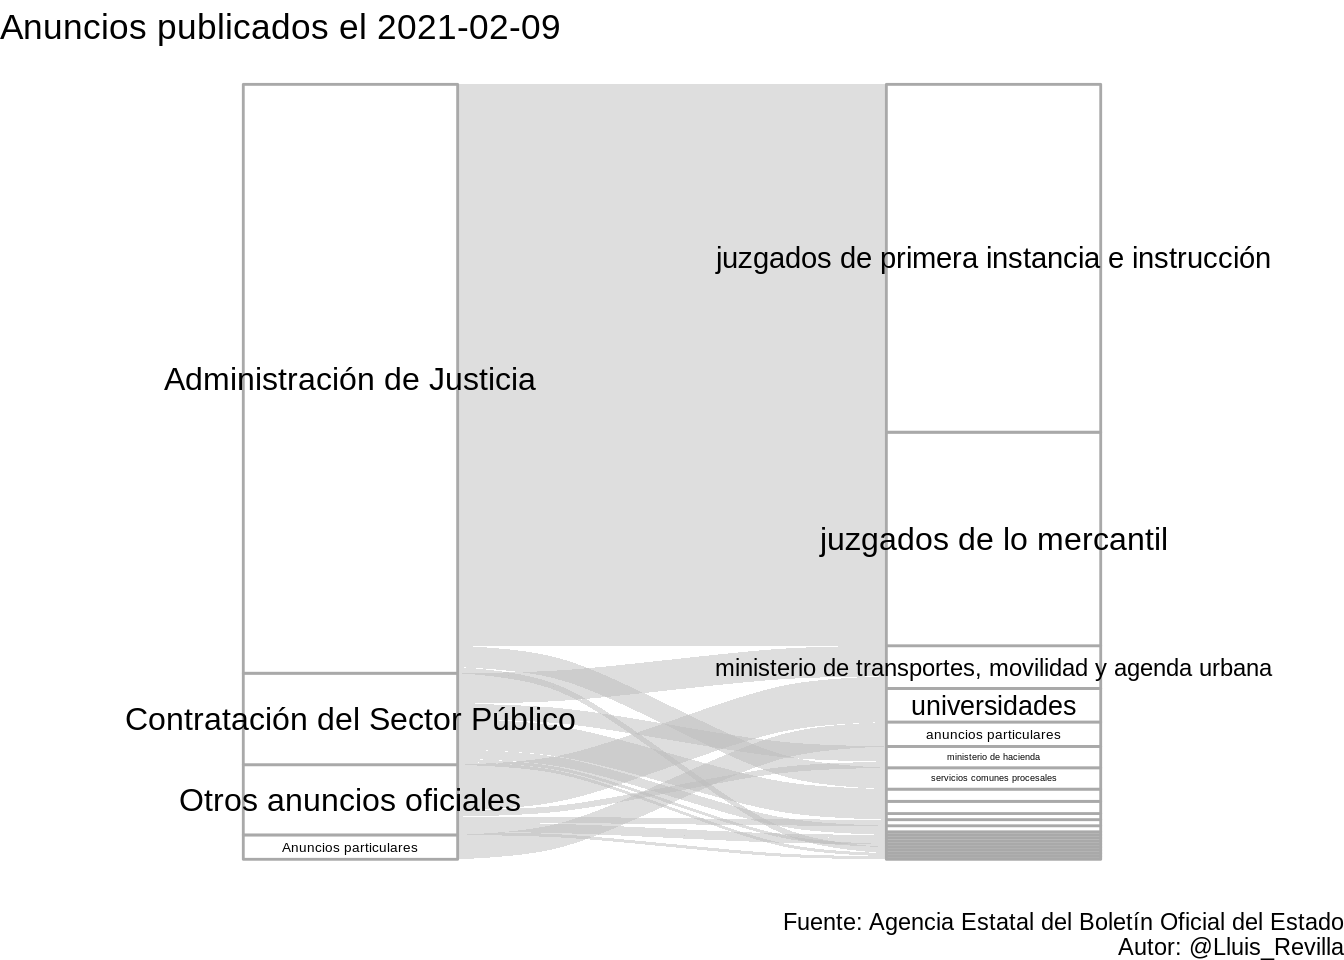 Anuncios publicados el 2021-02-09
juzgados de primera instancia e instrucción
Administración de Justicia
juzgados de lo mercantil
ministerio de transportes, movilidad y agenda urbana
universidades
Contratación del Sector Público
anuncios particulares
ministerio de hacienda
servicios comunes procesales
Otros anuncios oficiales
Anuncios particulares
Fuente: Agencia Estatal del Boletín Oficial del Estado
Autor: @Lluis_Revilla